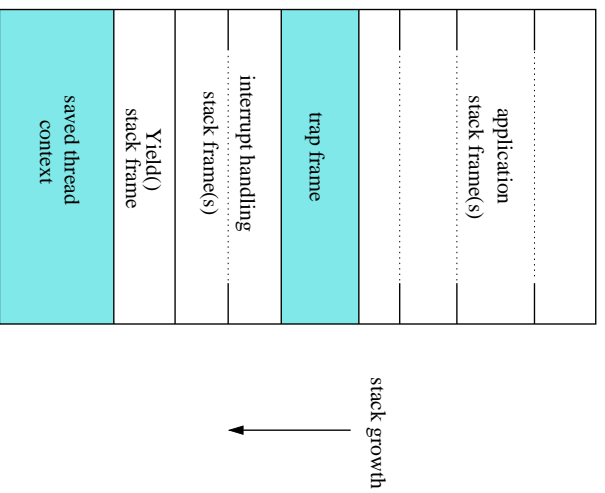 application
stack frame(s)
trap frame
interrupt handling
stack frame(s)
Yield()
stack frame
saved thread
context
stack growth